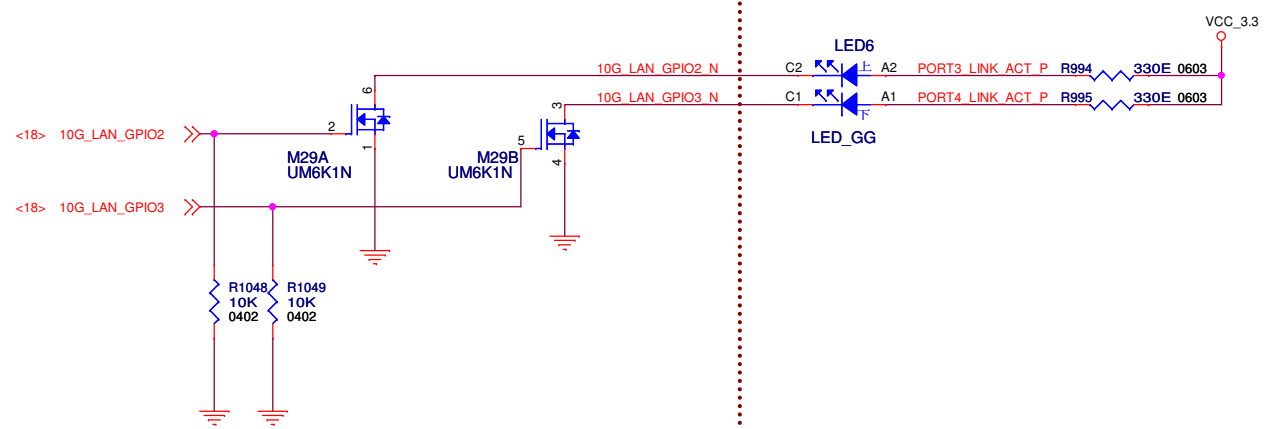 VCC_3.3
LED6
10G_LAN_GPIO2_N C2 上 A2 PORT3_LINK_ACT_P R994 330E 0603
10G_LAN_GPIO3_N C1 下 A1 PORT4_LINK_ACT_P R995 330E 0603
LED_GG
6
3
<18> 10G_LAN_GPIO2 2
5
1
4
M29A
UM6K1N
M29B
UM6K1N
<18> 10G_LAN_GPIO3
R1048
10K
0402
R1049
10K
0402